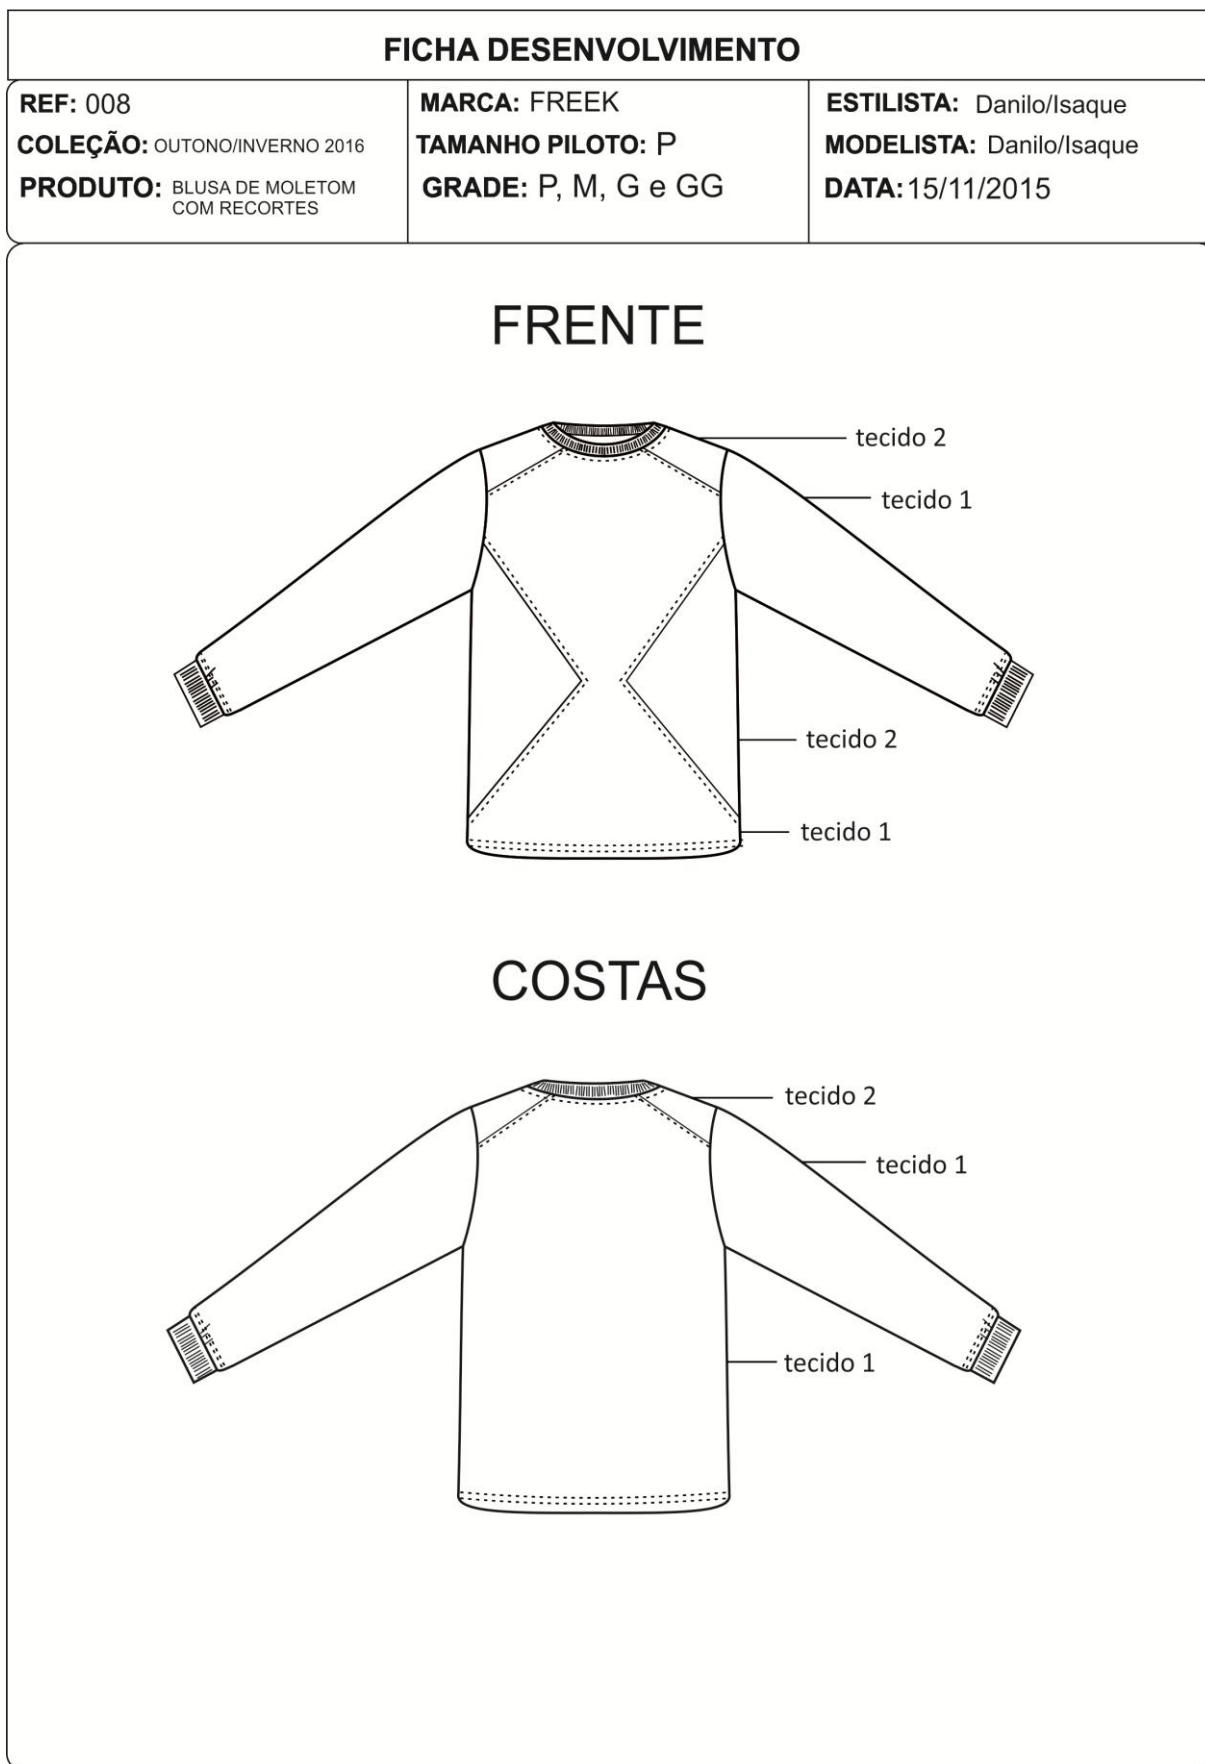 FICHA DESENVOLVIMENTO
REF: 008
COLEÇÃO: OUTONO/INVERNO 2016
PRODUTO: BLUSA DE MOLETOM
COM RECORTES
MARCA: FREEK
TAMANHO PILOTO: P
GRADE: P, M, G e GG
ESTILISTA: Danilo/Isaque
MODELISTA: Danilo/Isaque
DATA: 15/11/2015
FRENTE
tecido 2
tecido 1
tecido 2
tecido 1
COSTAS
tecido 2
tecido 1
tecido 1